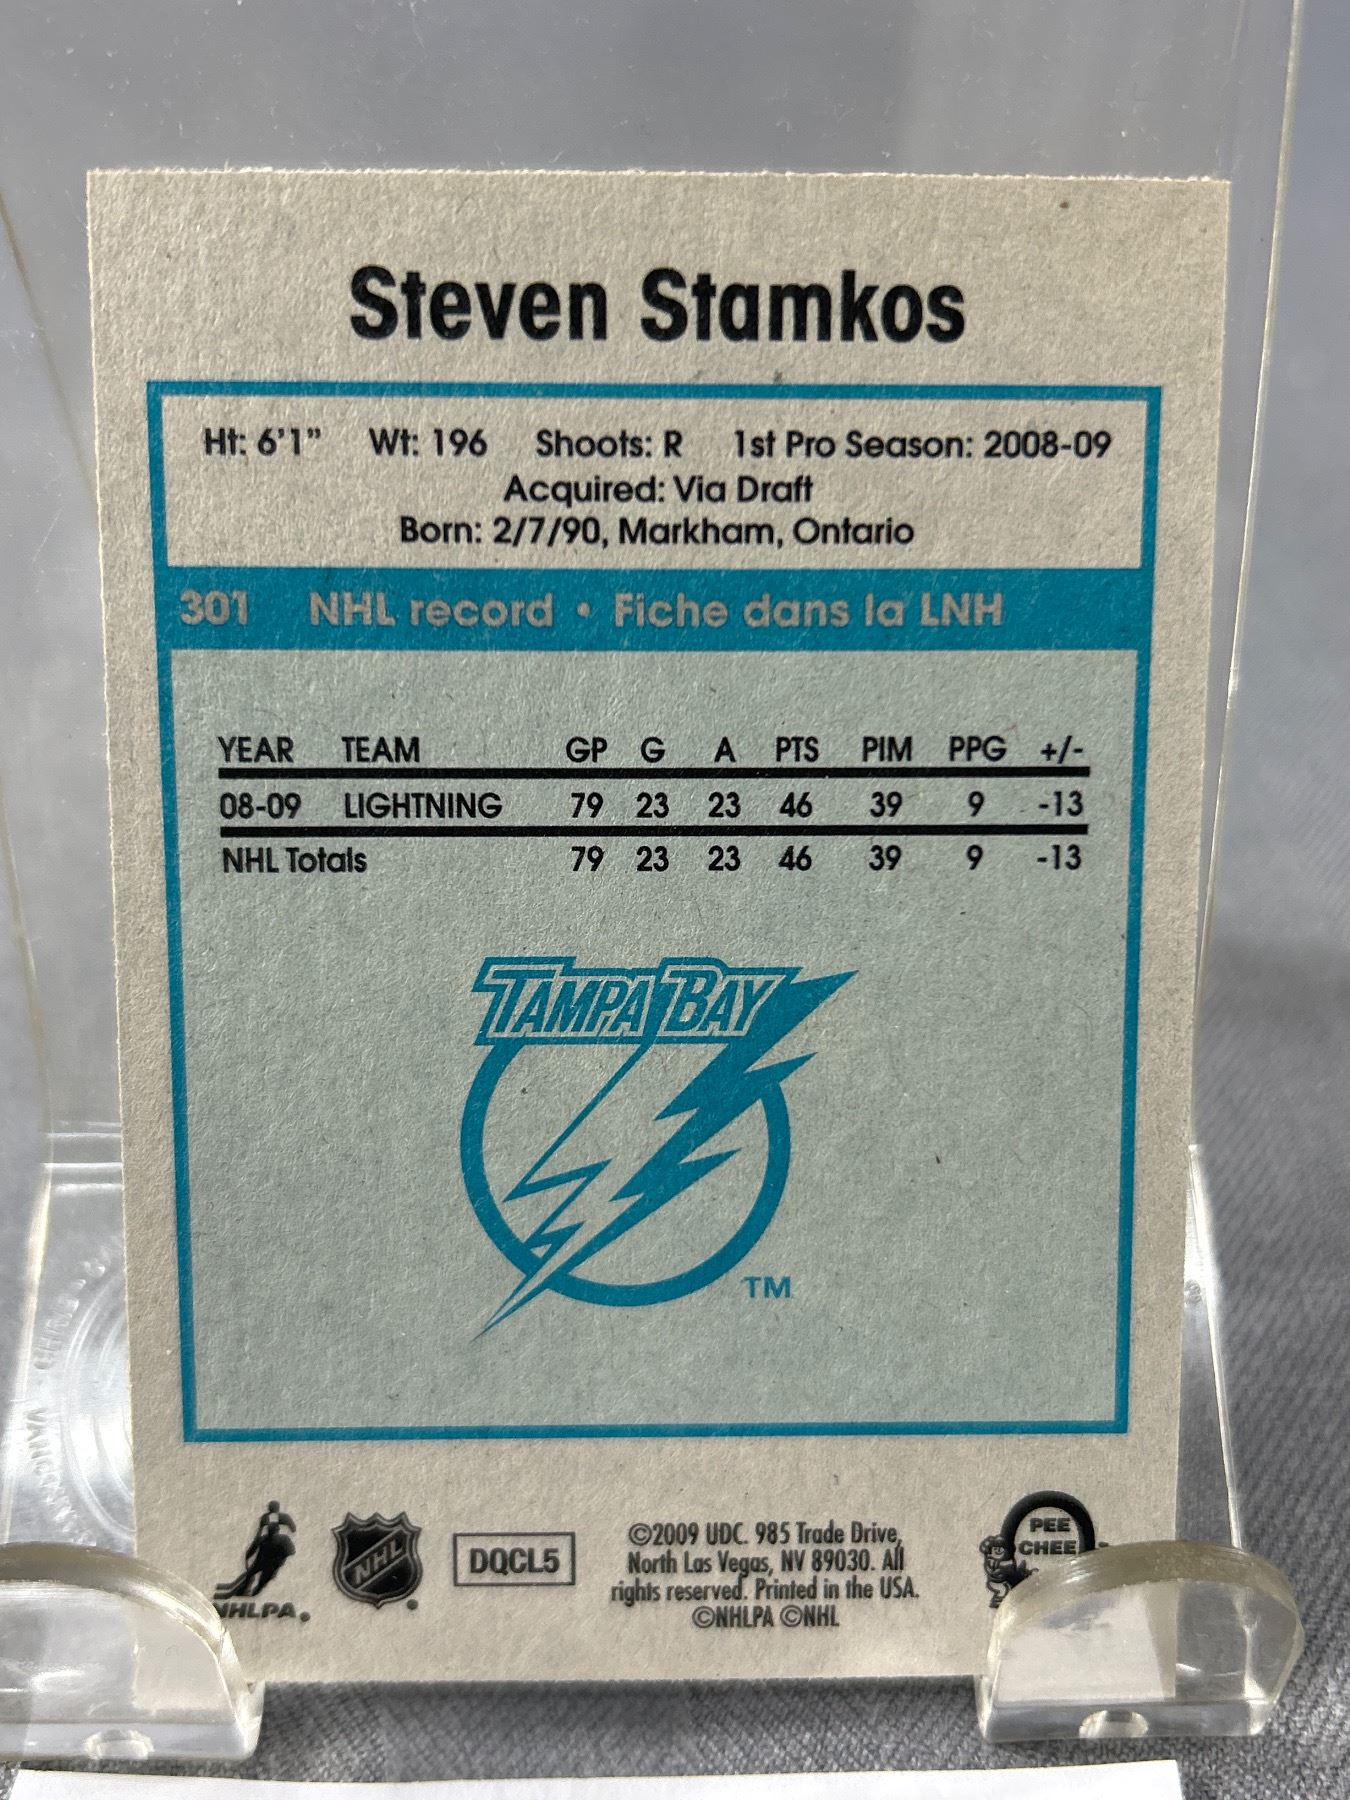 Steven Stamkos
Ht: 6'1" Wt: 196 Shoots: R 1st Pro Season: 2008-09
Acquired: Via Draft
Born: 2/7/90, Markham, Ontario
301 NHL record • Fiche dans la LNH
YEAR TEAM GP G A PTS PIM PPG +/-
08-09 LIGHTNING 79 23 23 46 39 9 -13
NHL Totals 79 23 23 46 39 9 -13
TAMPA BAY
TM
NHLPA®
NHL
DQCL5
©2009 UDC. 985 Trade Drive,
North Las Vegas, NV 89030. All
rights reserved. Printed in the USA.
©NHLPA ©NHL
PEE
CHEE